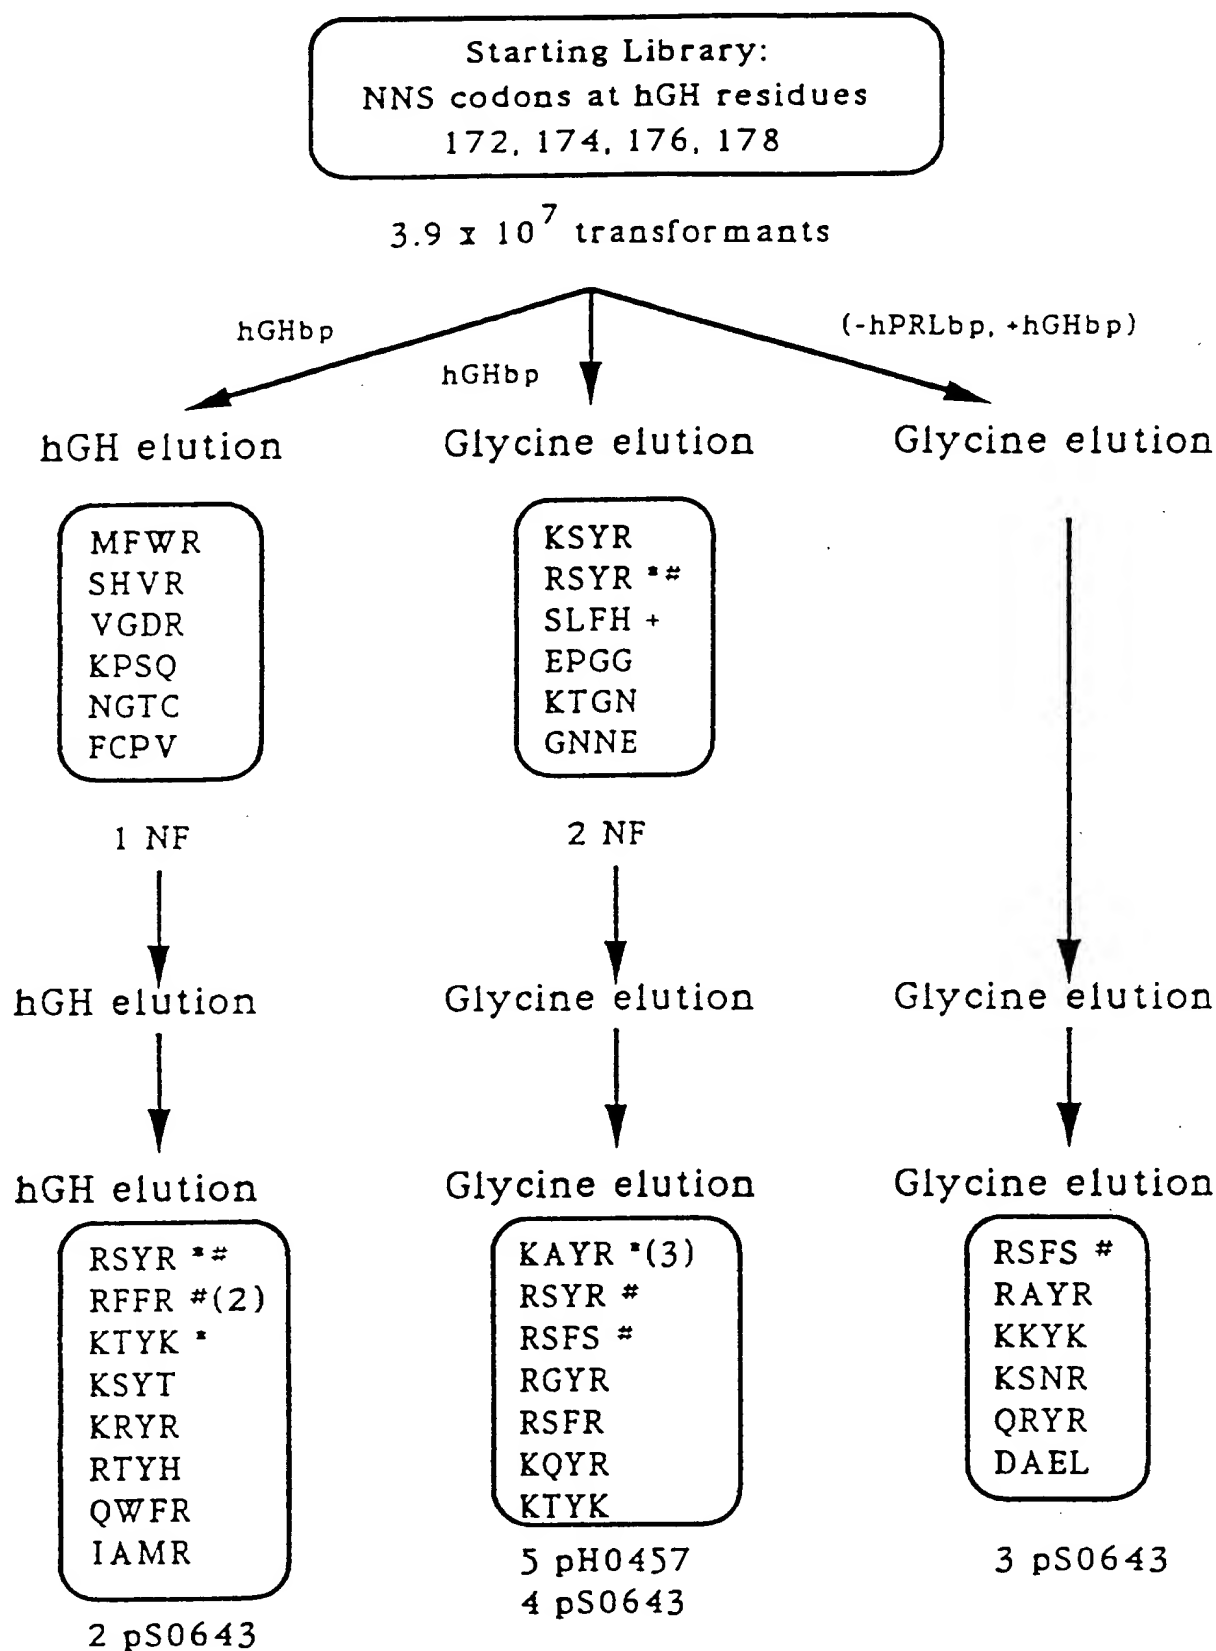 Starting Library:
NNS codons at hGH residues
172, 174, 176, 178
3.9 x 10^7 transformants
hGHbp
hGHbp
(-hPRLbp, +hGHbp)
hGH elution
Glycine elution
Glycine elution
MFWR
SHVR
VGDR
KPSQ
NGTC
FCPV
1 NF
KSYR
RSYR *#
SLFH +
EPGG
KTGN
GNNE
2 NF
hGH elution
Glycine elution
Glycine elution
hGH elution
Glycine elution
Glycine elution
RSYR *#
RFFR #(2)
KTYK *
KSYT
KRYR
RTYH
QWFR
IAMR
2 pS0643
KAYR *(3)
RSYR #
RSFS #
RGYR
RSFR
KQYR
KTYK
5 pH0457
4 pS0643
RSFS #
RAYR
KKYK
KSNR
QRYR
DAEL
3 pS0643